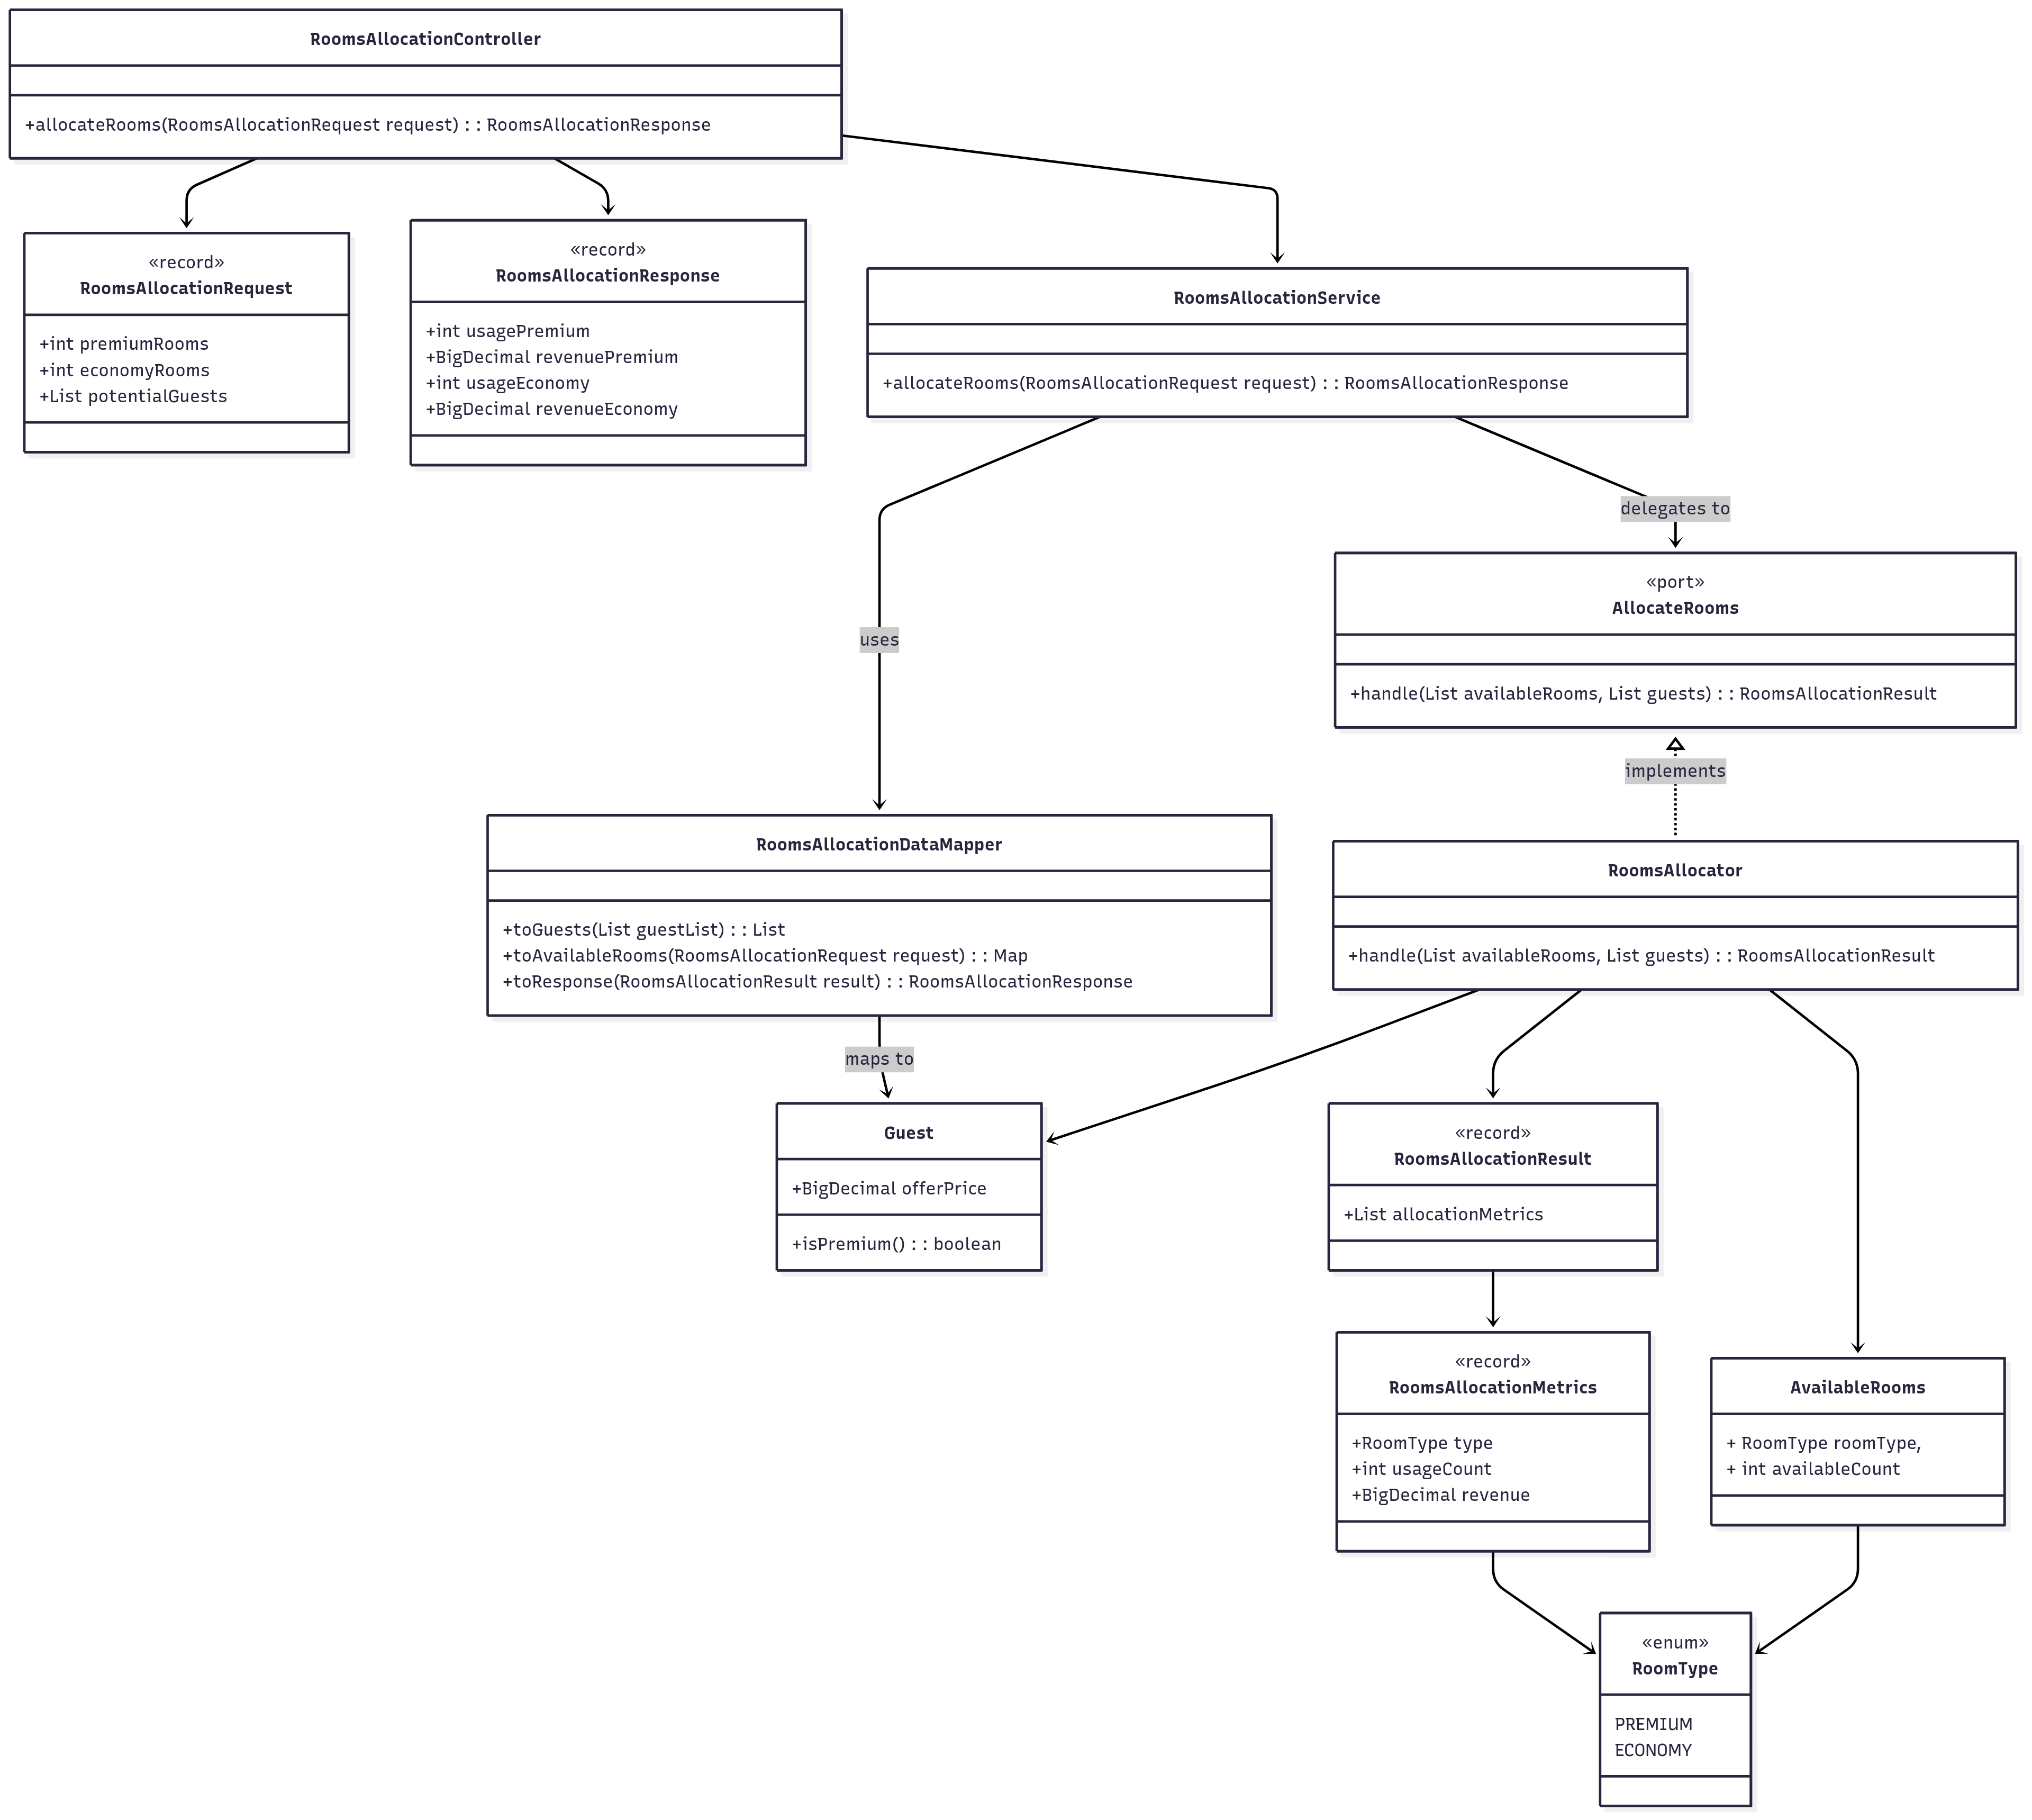 RoomsAllocationController
+allocateRooms(RoomsAllocationRequest request) : : RoomsAllocationResponse
«record»
RoomsAllocationRequest
+int premiumRooms
+int economyRooms
+List potentialGuests
«record»
RoomsAllocationResponse
+int usagePremium
+BigDecimal revenuePremium
+int usageEconomy
+BigDecimal revenueEconomy
RoomsAllocationService
+allocateRooms(RoomsAllocationRequest request) : : RoomsAllocationResponse
delegates to
uses
«port»
AllocateRooms
+handle(List availableRooms, List guests) : : RoomsAllocationResult
implements
RoomsAllocationDataMapper
+toGuests(List guestList) : : List
+toAvailableRooms(RoomsAllocationRequest request) : : Map
+toResponse(RoomsAllocationResult result) : : RoomsAllocationResponse
RoomsAllocator
+handle(List availableRooms, List guests) : : RoomsAllocationResult
maps to
Guest
+BigDecimal offerPrice
+isPremium() : : boolean
«record»
RoomsAllocationResult
+List allocationMetrics
«record»
RoomsAllocationMetrics
+RoomType type
+int usageCount
+BigDecimal revenue
AvailableRooms
+ RoomType roomType,
+ int availableCount
«enum»
RoomType
PREMIUM
ECONOMY